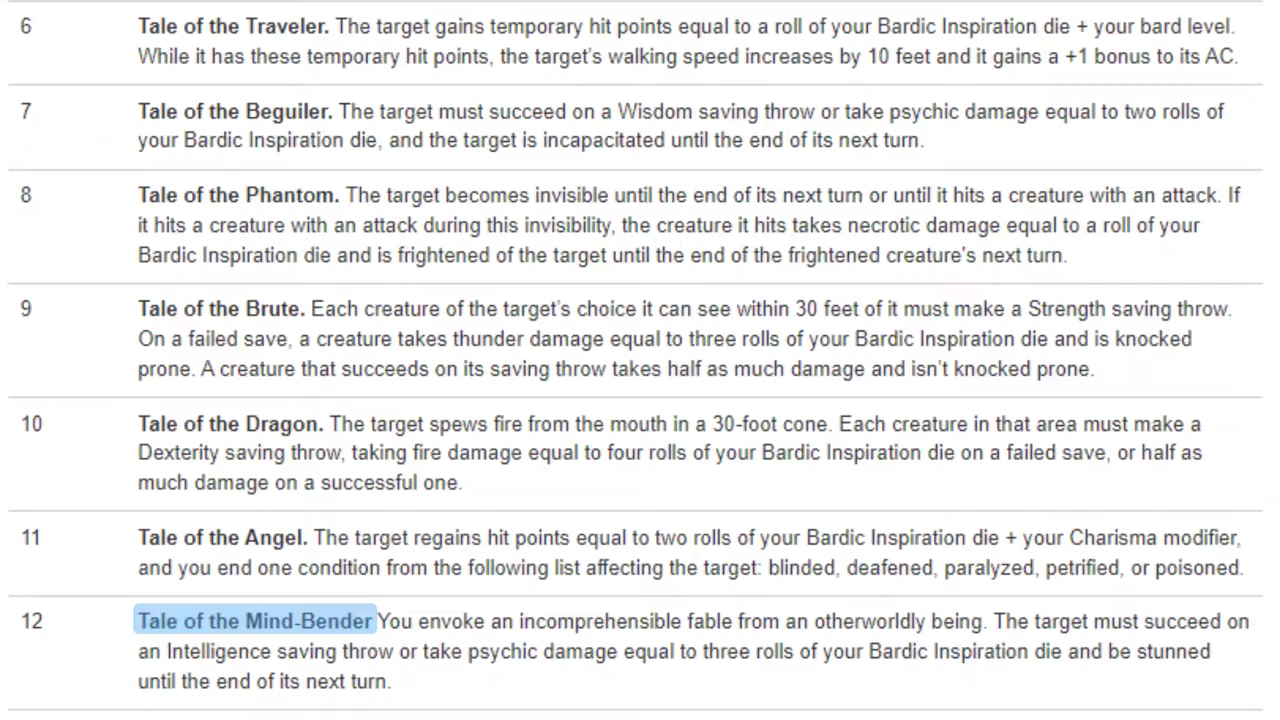 6 Tale of the Traveler. The target gains temporary hit points equal to a roll of your Bardic Inspiration die + your bard level.
While it has these temporary hit points, the target's walking speed increases by 10 feet and it gains a +1 bonus to its AC.
7 Tale of the Beguiler. The target must succeed on a Wisdom saving throw or take psychic damage equal to two rolls of
your Bardic Inspiration die, and the target is incapacitated until the end of its next turn.
8 Tale of the Phantom. The target becomes invisible until the end of its next turn or until it hits a creature with an attack. If
it hits a creature with an attack during this invisibility, the creature it hits takes necrotic damage equal to a roll of your
Bardic Inspiration die and is frightened of the target until the end of the frightened creature's next turn.
9 Tale of the Brute. Each creature of the target's choice it can see within 30 feet of it must make a Strength saving throw.
On a failed save, a creature takes thunder damage equal to three rolls of your Bardic Inspiration die and is knocked
prone. A creature that succeeds on its saving throw takes half as much damage and isn't knocked prone.
10 Tale of the Dragon. The target spews fire from the mouth in a 30-foot cone. Each creature in that area must make a
Dexterity saving throw, taking fire damage equal to four rolls of your Bardic Inspiration die on a failed save, or half as
much damage on a successful one.
11 Tale of the Angel. The target regains hit points equal to two rolls of your Bardic Inspiration die + your Charisma modifier,
and you end one condition from the following list affecting the target: blinded, deafened, paralyzed, petrified, or poisoned.
12 Tale of the Mind-Bender You envoke an incomprehensible fable from an otherworldly being. The target must succeed on
an Intelligence saving throw or take psychic damage equal to three rolls of your Bardic Inspiration die and be stunned
until the end of its next turn.